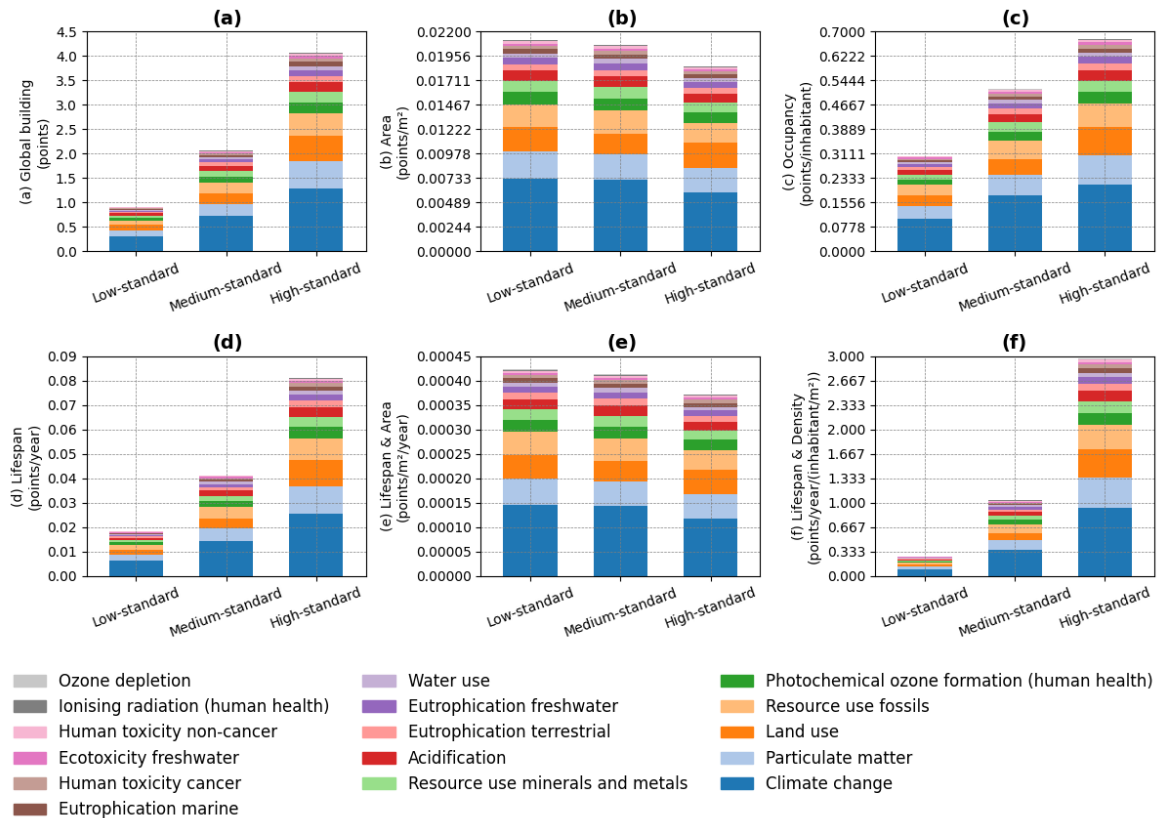 (a)
(b)
(c)
(a) Global building
(points)
4.5
4.0
3.5
3.0
2.5
2.0
1.5
1.0
0.5
0.0
Low-standard
Medium-standard
High-standard
(b) Area
(points/m²)
0.02200
0.01956
0.01711
0.01467
0.01222
0.00978
0.00733
0.00489
0.00244
0.00000
Low-standard
Medium-standard
High-standard
(c) Occupancy
(points/inhabitant)
0.7000
0.6222
0.5444
0.4667
0.3889
0.3111
0.2333
0.1556
0.0778
0.0000
Low-standard
Medium-standard
High-standard
(d)
(e)
(f)
(d) Lifespan
(points/year)
0.09
0.08
0.07
0.06
0.05
0.04
0.03
0.02
0.01
0.00
Low-standard
Medium-standard
High-standard
(e) Lifespan & Area
(points/m²/year)
0.00045
0.00040
0.00035
0.00030
0.00025
0.00020
0.00015
0.00010
0.00005
0.00000
Low-standard
Medium-standard
High-standard
(f) Lifespan & Density
(points/year/(inhabitant/m²))
3.000
2.667
2.333
2.000
1.667
1.333
1.000
0.667
0.333
0.000
Low-standard
Medium-standard
High-standard
Ozone depletion
Ionising radiation (human health)
Human toxicity non-cancer
Ecotoxicity freshwater
Human toxicity cancer
Eutrophication marine
Water use
Eutrophication freshwater
Eutrophication terrestrial
Acidification
Resource use minerals and metals
Photochemical ozone formation (human health)
Resource use fossils
Land use
Particulate matter
Climate change